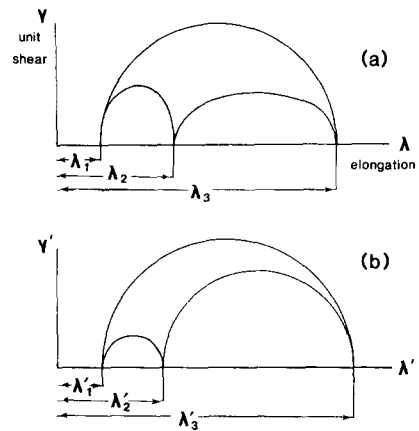 γ
unit
shear
(a)
λ₁
λ₂
λ₃
λ
elongation
γ'
(b)
λ'₁
λ'₂
λ'₃
λ'